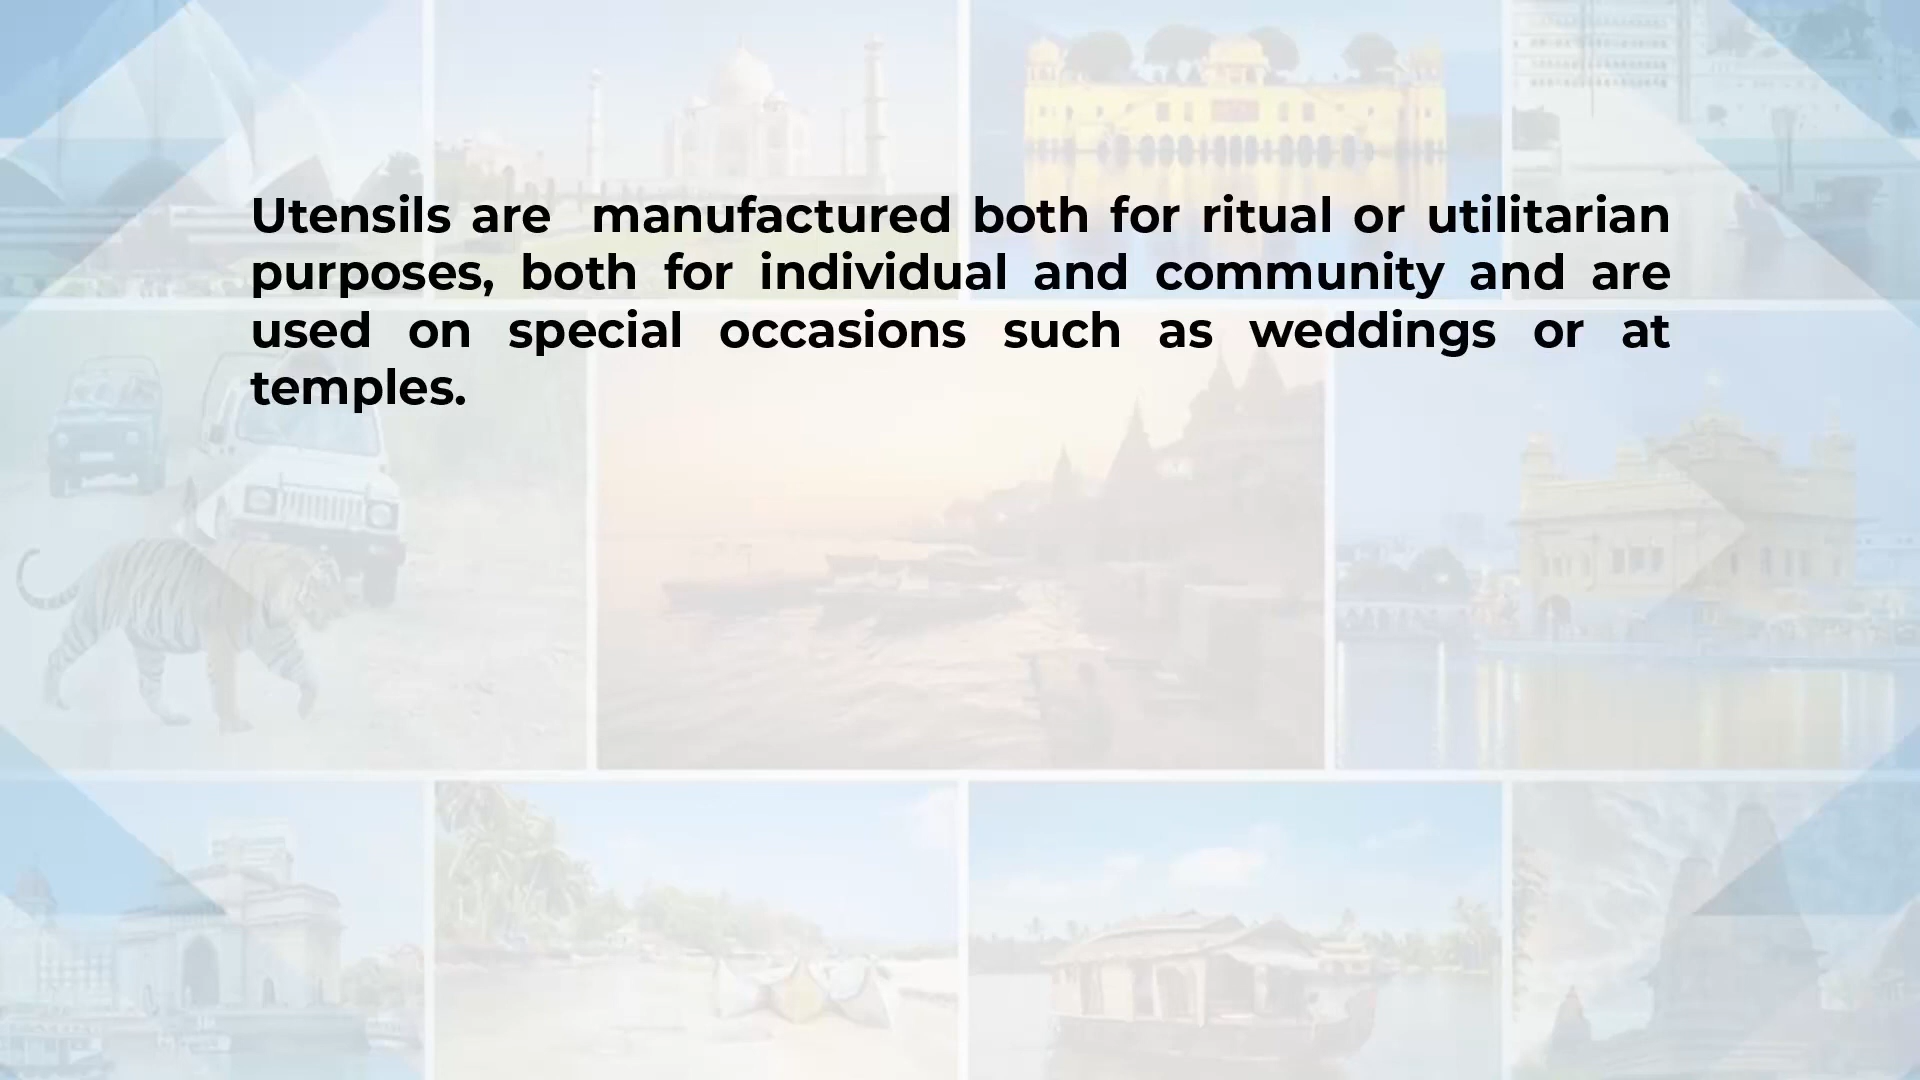 Utensils are  manufactured both for ritual or utilitarian
purposes, both for individual and community and are
used on special occasions such as weddings or at
temples.